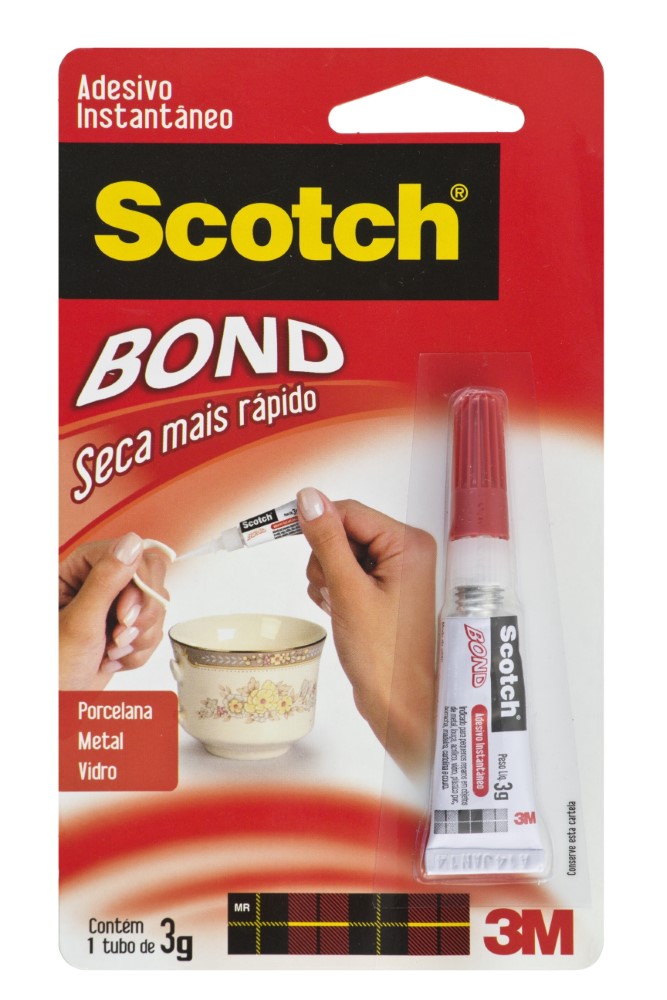 Adesivo
Instantâneo
Scotch®
BOND
Seca mais rápido
Scotch
Porcelana
Metal
Vidro
Scotch®
BOND
Adesivo Instantâneo
Peso Líq. 3g
3M
Conserve esta cartela
Contém
1 tubo de 3g
MR
3M